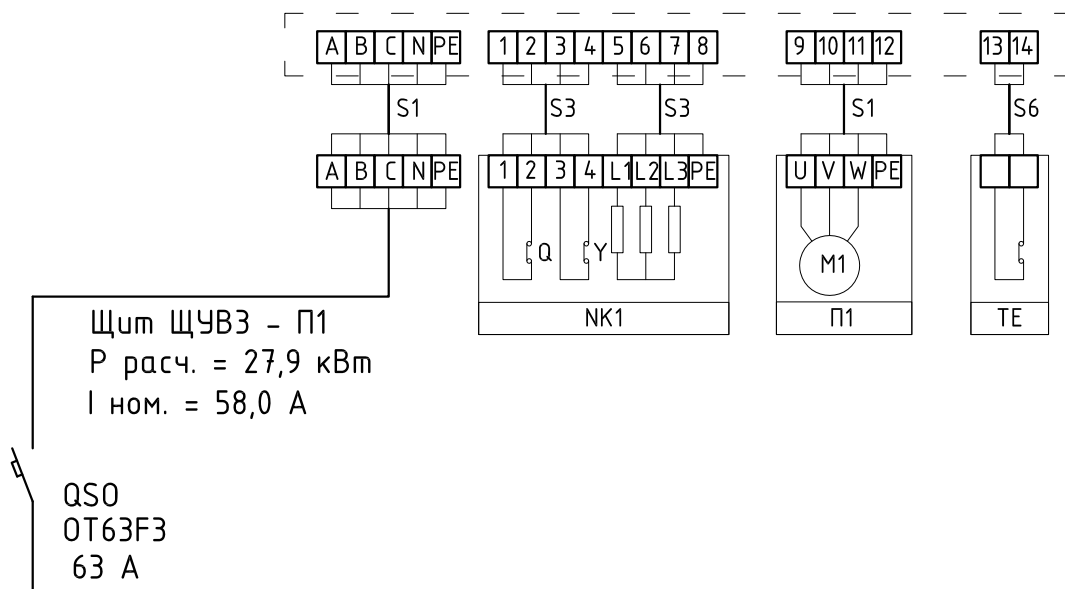 A B C N PE 1 2 3 4 5 6 7 8 9 10 11 12 13 14
S1 S3 S3 S1 S6
A B C N PE 1 2 3 4 L1 L2 L3 PE U V W PE
Q Y M1
NK1 П1 TE
Щит ЩУВЗ - П1
P расч. = 27,9 кВт
I ном. = 58,0 А
QS0
OT63F3
63 A